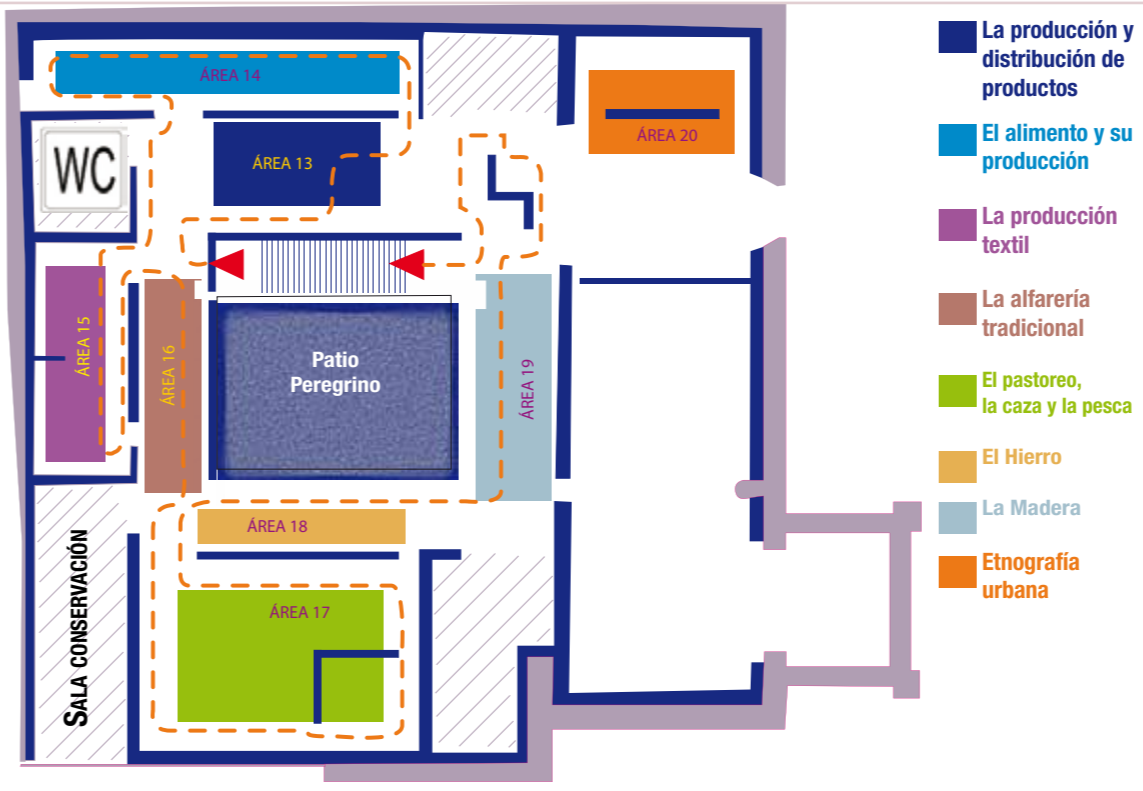 ÁREA 14
WC
ÁREA 13
ÁREA 20
ÁREA 15
ÁREA 16
Patio
Peregrino
ÁREA 19
ÁREA 18
ÁREA 17
SALA CONSERVACIÓN
La producción y
distribución de
productos
El alimento y su
producción
La producción
textil
La alfarería
tradicional
El pastoreo,
la caza y la pesca
El Hierro
La Madera
Etnografía
urbana